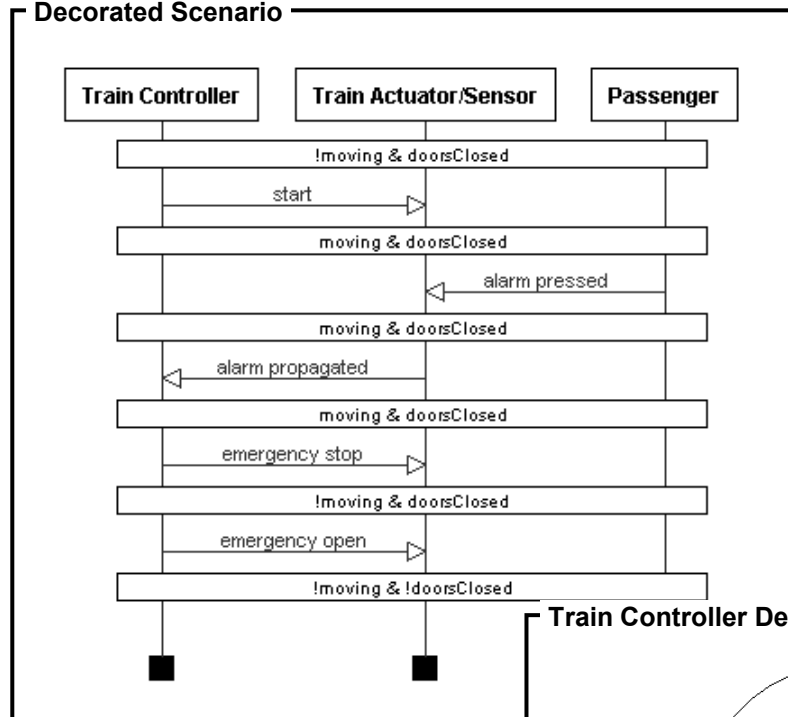 Decorated Scenario
Train Controller Train Actuator/Sensor Passenger
!moving & doorsClosed
start
moving & doorsClosed
alarm pressed
moving & doorsClosed
alarm propagated
moving & doorsClosed
emergency stop
!moving & doorsClosed
emergency open
!moving & !doorsClosed
Train Controller De